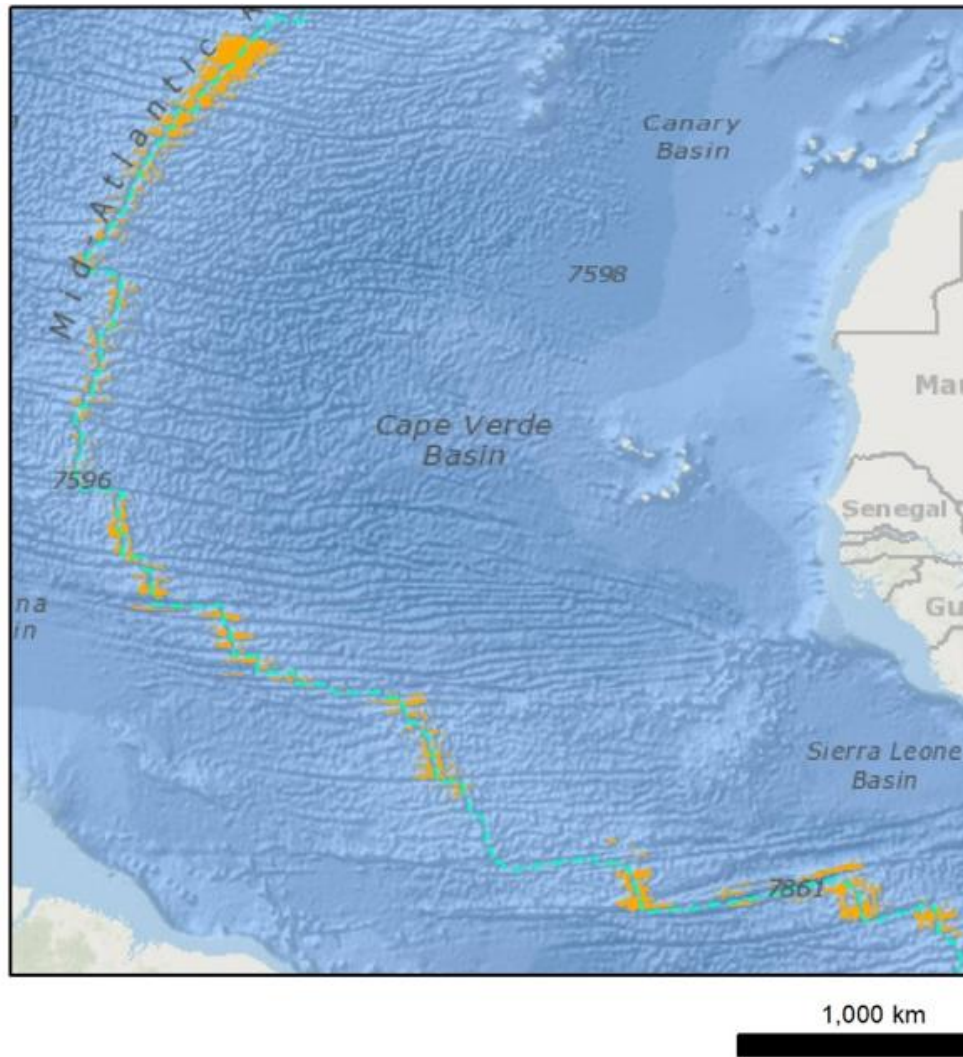 Mid-Atlantic
Canary
Basin
7598
Mau
Cape Verde
Basin
7596
Senegal
na
in
Gu
Sierra Leone
Basin
7861
1,000 km